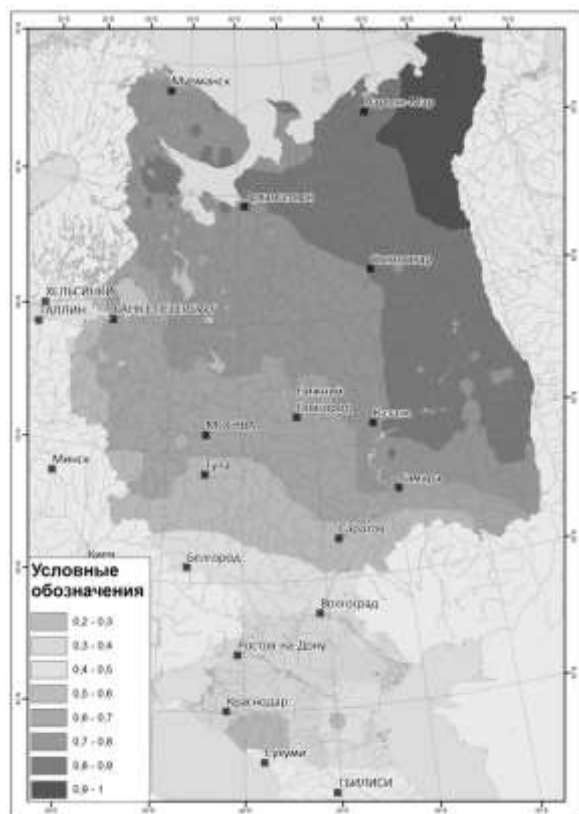 Мурманск
Нарьян-Мар
Архангельск
Сыктывкар
ХЕЛЬСИНКИ
ТАЛЛИН
САНКТ-ПЕТЕРБУРГ
Нижний
Новгород
Казань
МОСКВА
Минск
Тула
Самара
Саратов
Киев
Белгород
Условные
обозначения
Волгоград
0,2 - 0,3
0,3 - 0,4
Ростов-на-Дону
0,4 - 0,5
0,5 - 0,6
0,6 - 0,7
Краснодар
0,7 - 0,8
Сухуми
0,8 - 0,9
0,9 - 1
ТБИЛИСИ